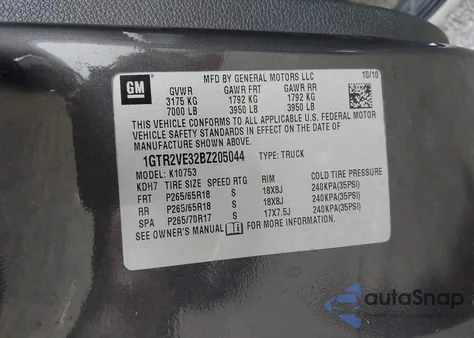 GM
MFD BY GENERAL MOTORS LLC
10/10
GVWR GAWR FRT GAWR RR
3175 KG 1792 KG 1792 KG
7000 LB 3950 LB 3950 LB
THIS VEHICLE CONFORMS TO ALL APPLICABLE U.S. FEDERAL MOTOR
VEHICLE SAFETY STANDARDS IN EFFECT ON THE DATE OF
MANUFACTURE SHOWN ABOVE.
1GTR2VE32BZ205044 TYPE: TRUCK
MODEL: K10753
KDH7 TIRE SIZE SPEED RTG RIM COLD TIRE PRESSURE
FRT P265/65R18 S 18X8J 240KPA(35PSI)
RR P265/65R18 S 18X8J 240KPA(35PSI)
SPA P265/70R17 S 17X7.5J 240KPA(35PSI)
SEE OWNER'S MANUAL FOR MORE INFORMATION.
autoSnap